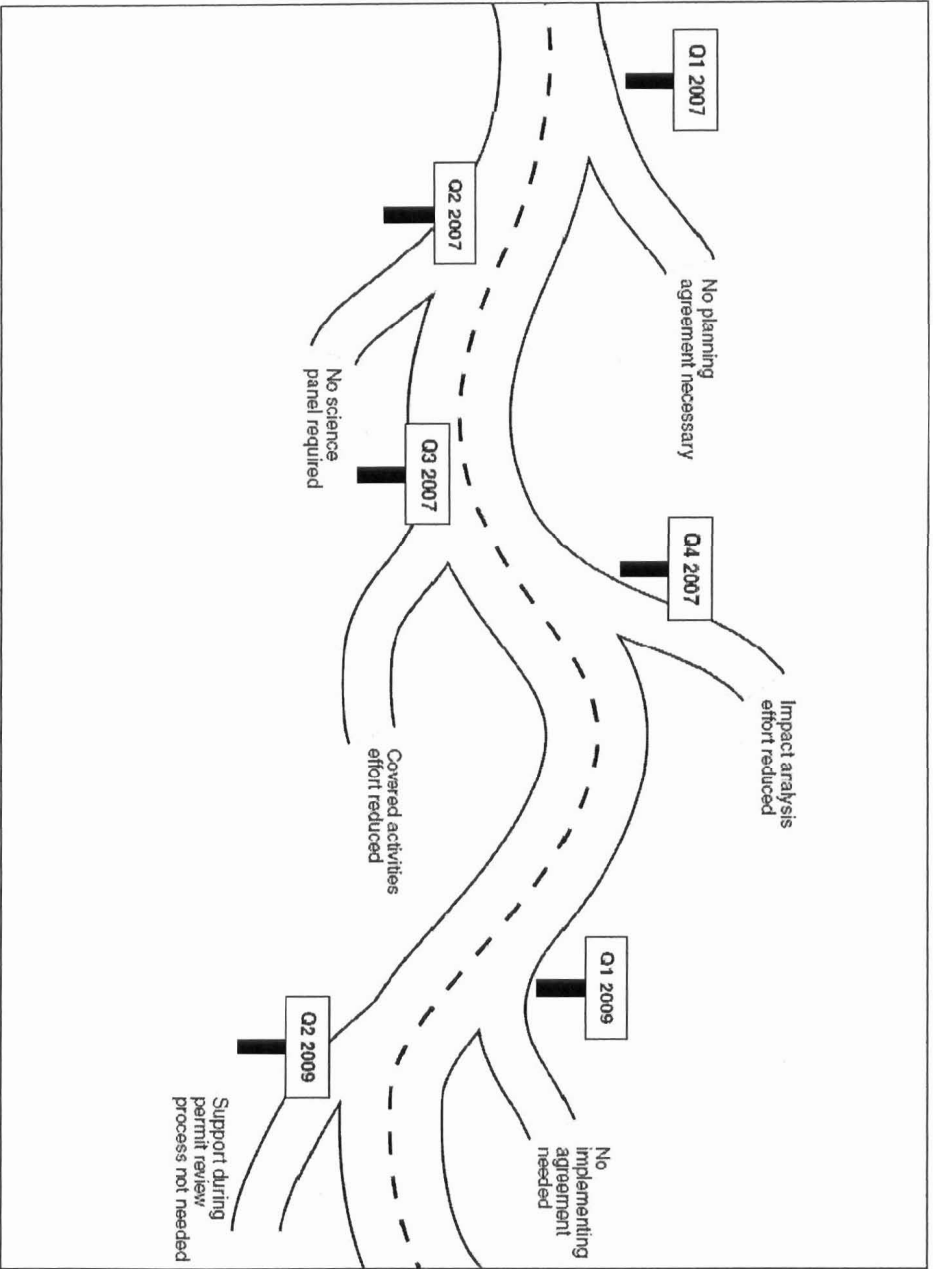 Q1 2007
No planning
agreement necessary
Q2 2007
No science
panel required
Q3 2007
Covered activities
effort reduced
Q4 2007
Impact analysis
effort reduced
Q1 2009
No
implementing
agreement
needed
Q2 2009
Support during
permit review
process not needed